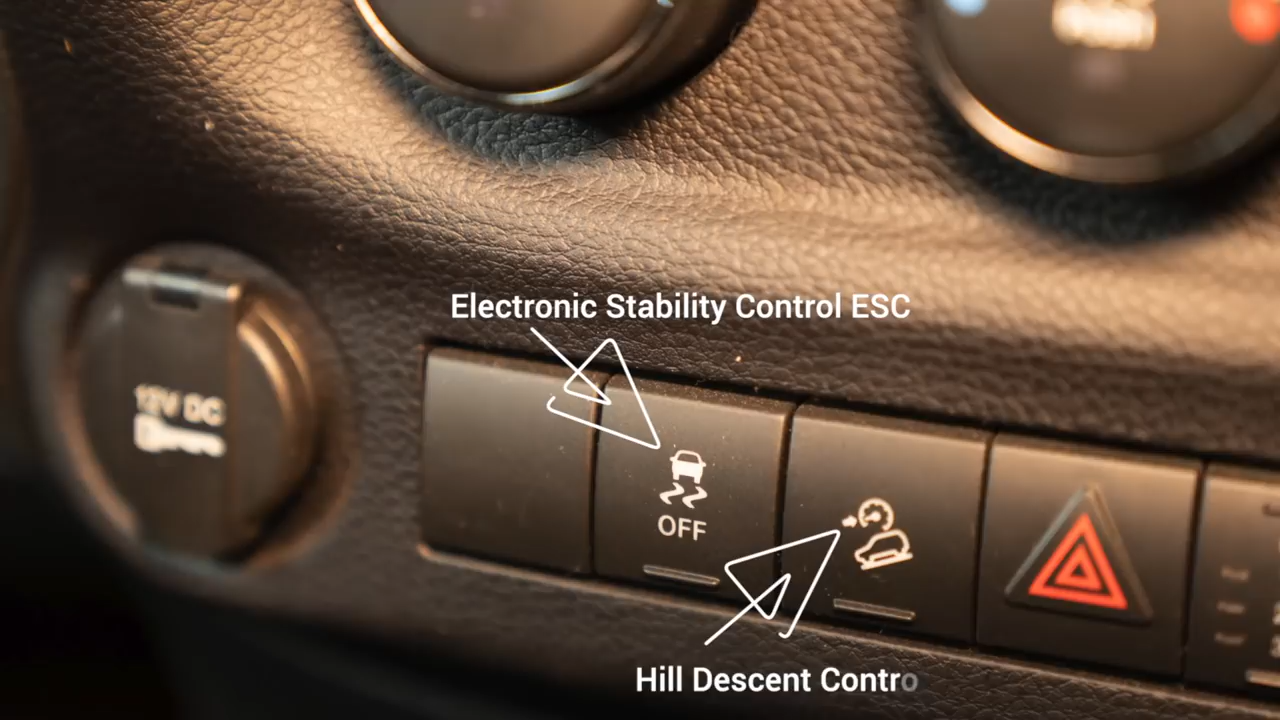 Electronic Stability Control ESC
12V DC
OFF
Hill Descent Contro